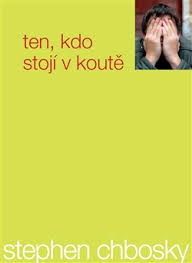 ten, kdo
stojí v koutě
stephen chbosky